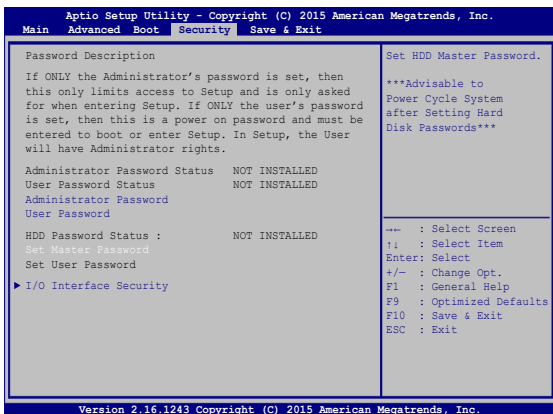 Aptio Setup Utility - Copyright (C) 2015 American Megatrends, Inc.
Main Advanced Boot Security Save & Exit
Password Description
If ONLY the Administrator's password is set, then
this only limits access to Setup and is only asked
for when entering Setup. If ONLY the user's password
is set, then this is a power on password and must be
entered to boot or enter Setup. In Setup, the User
will have Administrator rights.
Administrator Password Status NOT INSTALLED
User Password Status NOT INSTALLED
Administrator Password
User Password
HDD Password Status : NOT INSTALLED
Set Master Password
Set User Password
▶ I/O Interface Security
Set HDD Master Password.
***Advisable to
Power Cycle System
after Setting Hard
Disk Passwords***
→← : Select Screen
↑↓ : Select Item
Enter: Select
+/— : Change Opt.
F1 : General Help
F9 : Optimized Defaults
F10 : Save & Exit
ESC : Exit
Version 2.16.1243 Copyright (C) 2015 American Megatrends, Inc.